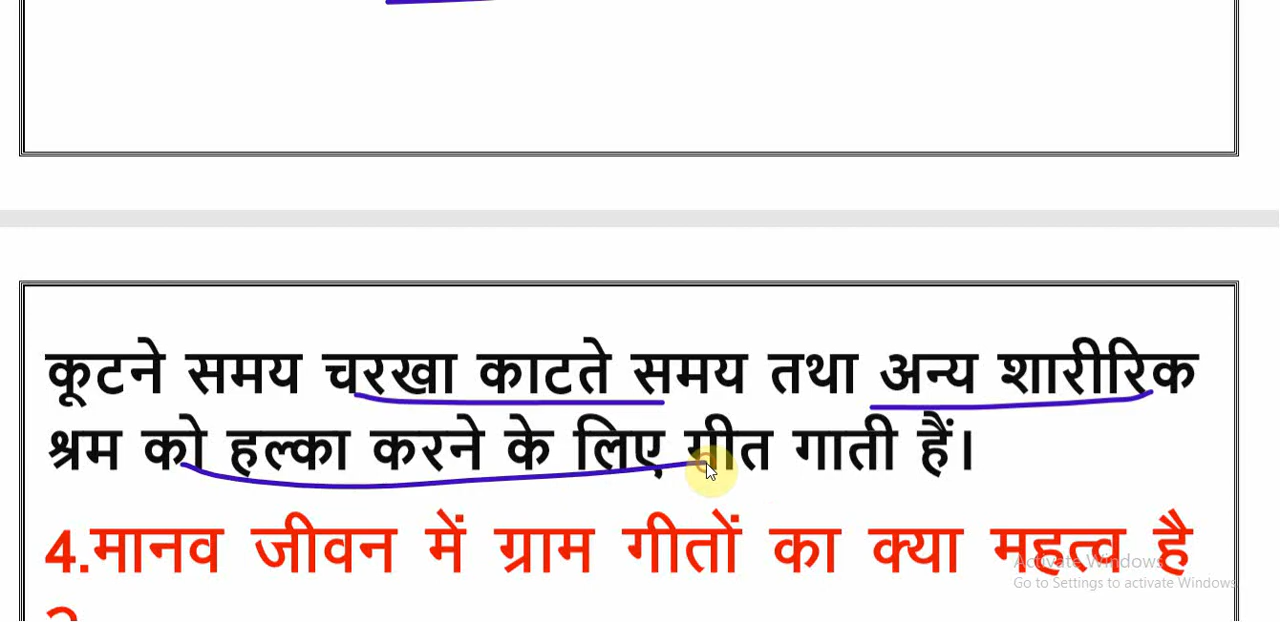 कूटने समय चरखा काटते समय तथा अन्य शारीरिक
श्रम को हल्का करने के लिए गीत गाती हैं।
4.मानव जीवन में ग्राम गीतों का क्या महत्व है
Activate Windows
Go to Settings to activate Windows.